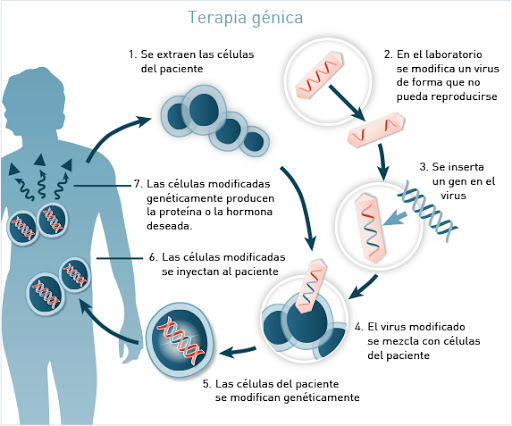 Terapia génica
1. Se extraen las células
del paciente
2. En el laboratorio
se modifica un virus
de forma que no
pueda reproducirse
3. Se inserta
un gen en el
virus
4. El virus modificado
se mezcla con células
del paciente
5. Las células del paciente
se modifican genéticamente
6. Las células modificadas
se inyectan al paciente
7. Las células modificadas
genéticamente producen
la proteína o la hormona
deseada.